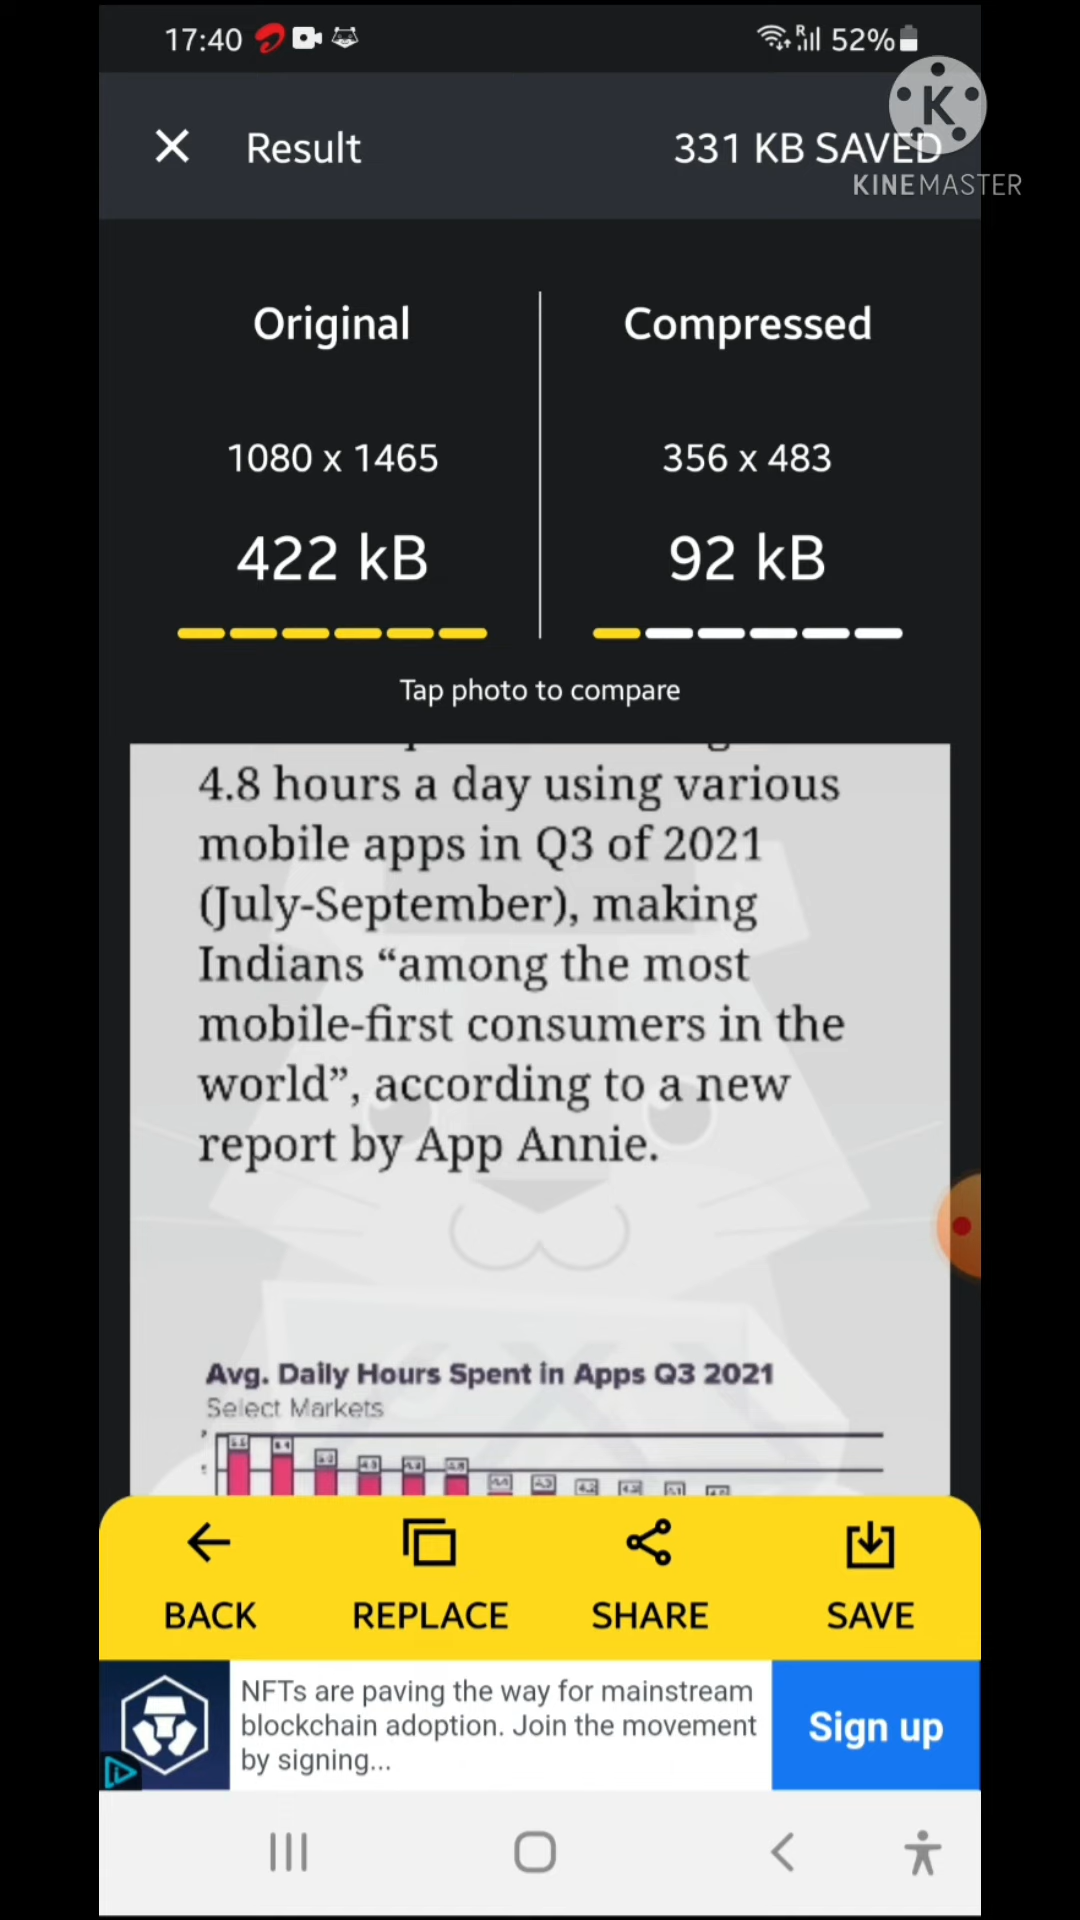 17:40
52%
K
KINEMASTER
Result
331 KB SAVED
Original
Compressed
1080 x 1465
356 x 483
422 kB
92 kB
Tap photo to compare
4.8 hours a day using various
mobile apps in Q3 of 2021
(July-September), making
Indians “among the most
mobile-first consumers in the
world”, according to a new
report by App Annie.
Avg. Daily Hours Spent in Apps Q3 2021
Select Markets
BACK
REPLACE
SHARE
SAVE
NFTs are paving the way for mainstream
blockchain adoption. Join the movement
by signing...
Sign up